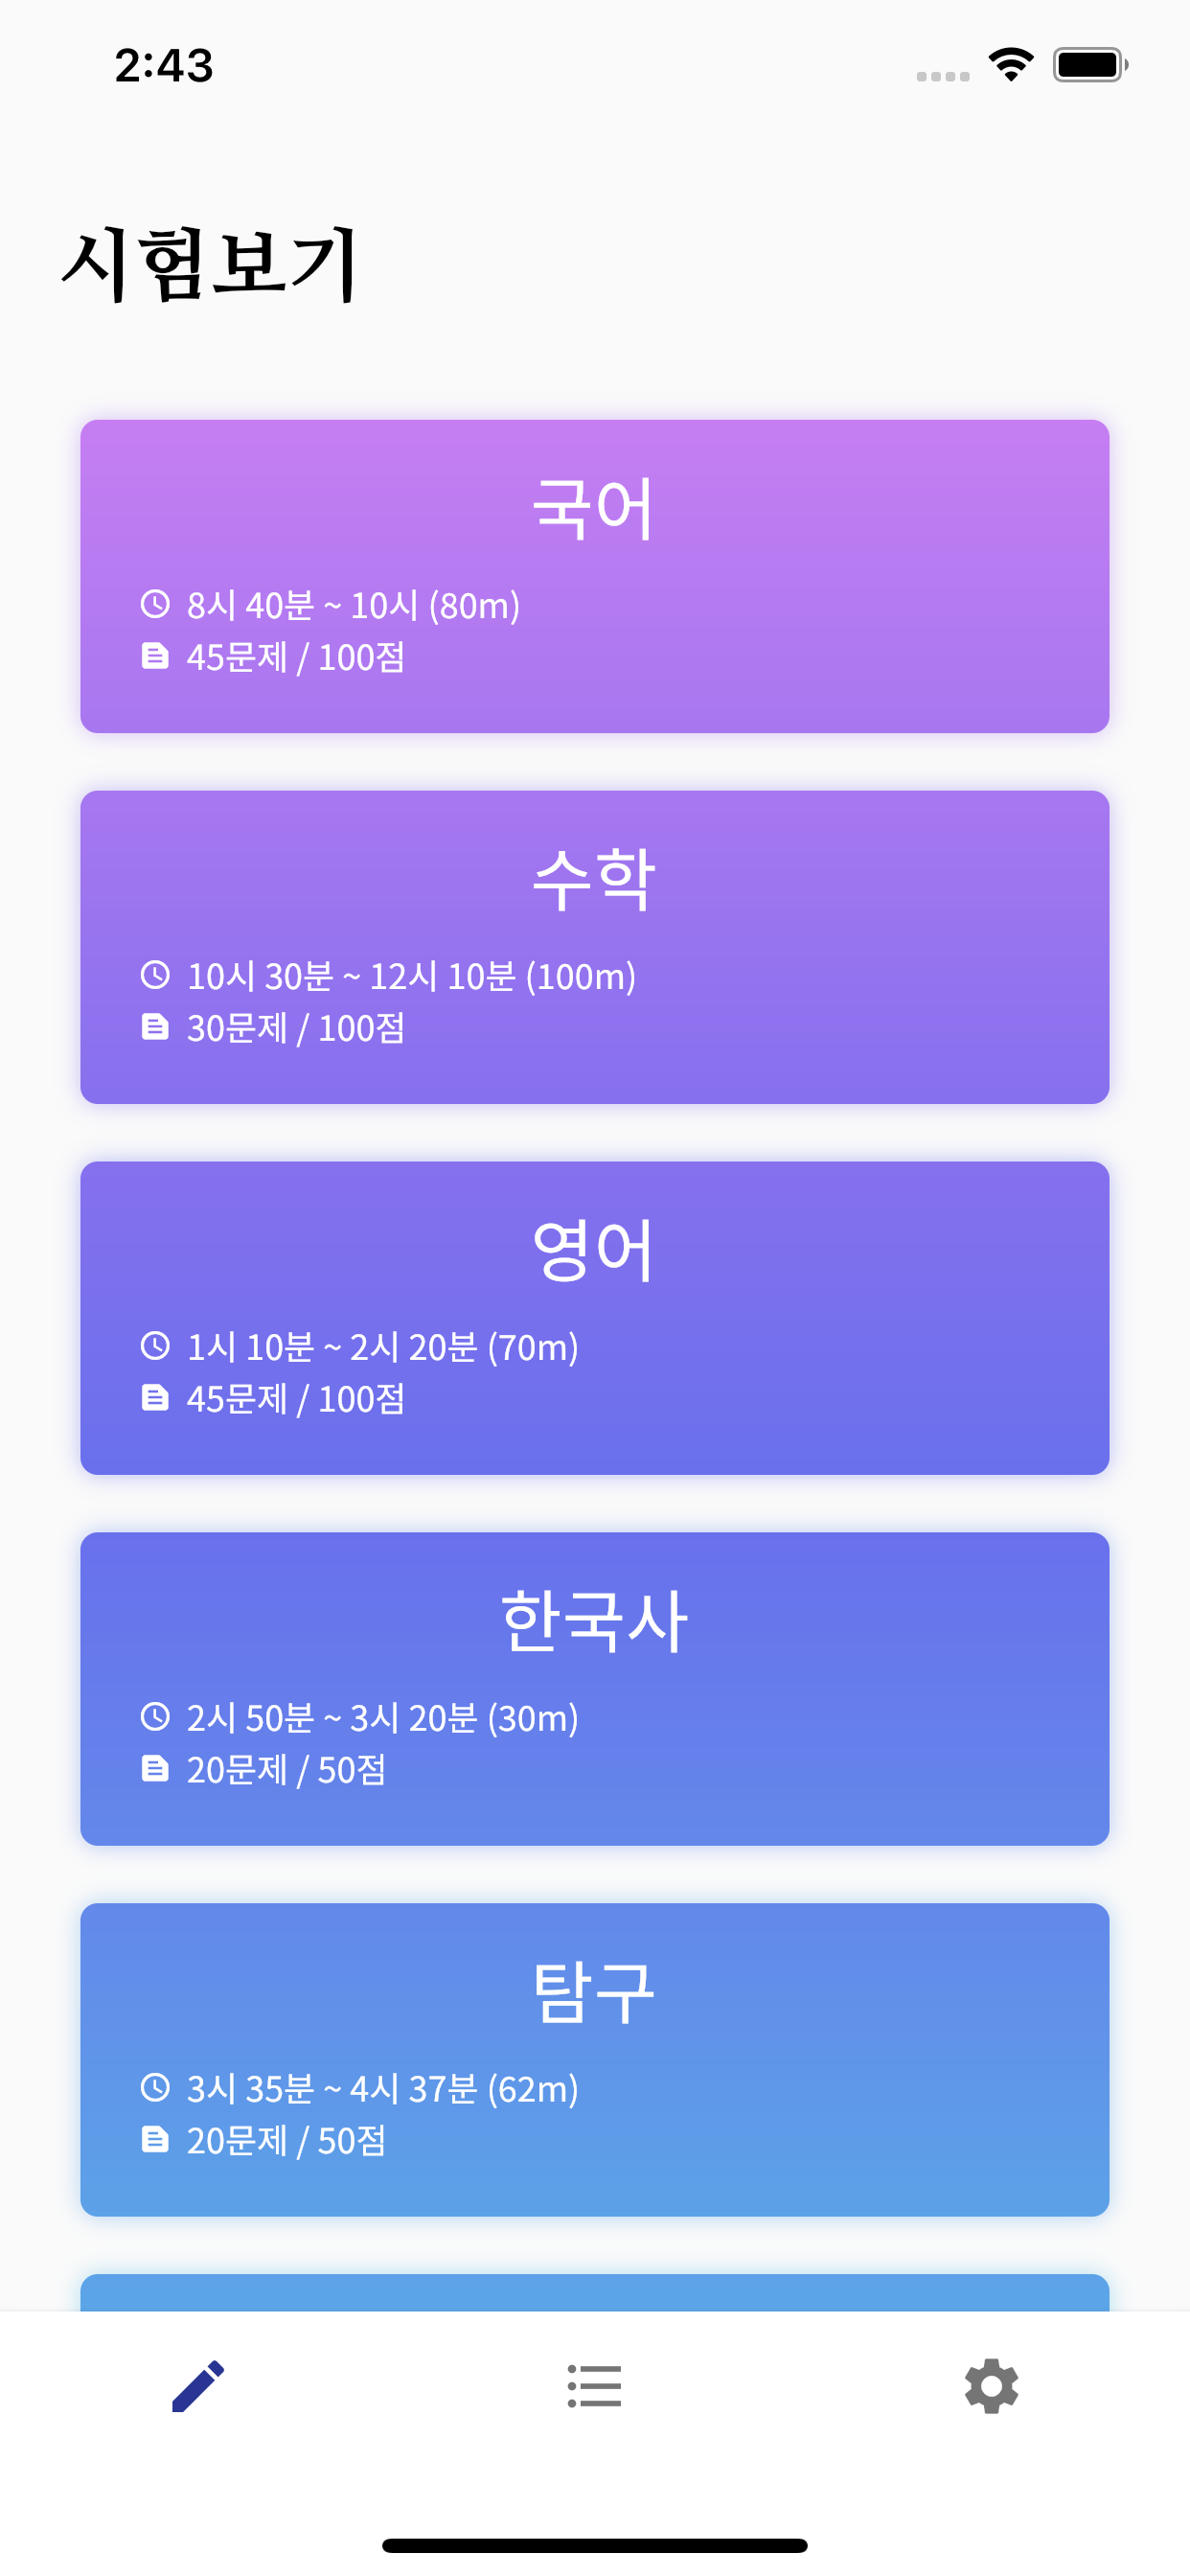 2:43
시험보기
국어
8시 40분 ~ 10시 (80m)
45문제 / 100점
수학
10시 30분 ~ 12시 10분 (100m)
30문제 / 100점
영어
1시 10분 ~ 2시 20분 (70m)
45문제 / 100점
한국사
2시 50분 ~ 3시 20분 (30m)
20문제 / 50점
탐구
3시 35분 ~ 4시 37분 (62m)
20문제 / 50점